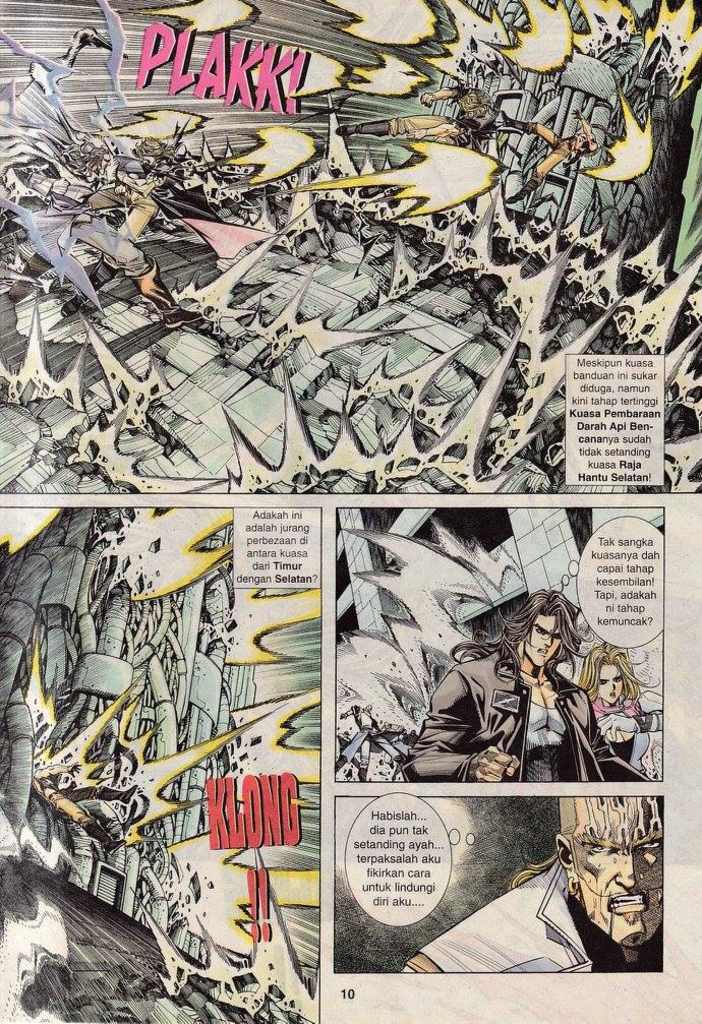 PLAKK!
Meskipun kuasa
banduan ini sukar
diduga, namun
kini tahap tertinggi
Kuasa Pembaraan
Darah Api Ben-
cananya sudah
tidak setanding
kuasa Raja
Hantu Selatan!
Adakah ini
adalah jurang
perbezaan di
antara kuasa
dari Timur
dengan Selatan?
KLONG
!!
Tak sangka
kuasanya dah
capai tahap
kesembilan!
Tapi, adakah
ni tahap
kemuncak?
Habislah...
dia pun tak
setanding ayah...
terpaksalah aku
fikirkan cara
untuk lindungi
diri aku....
10